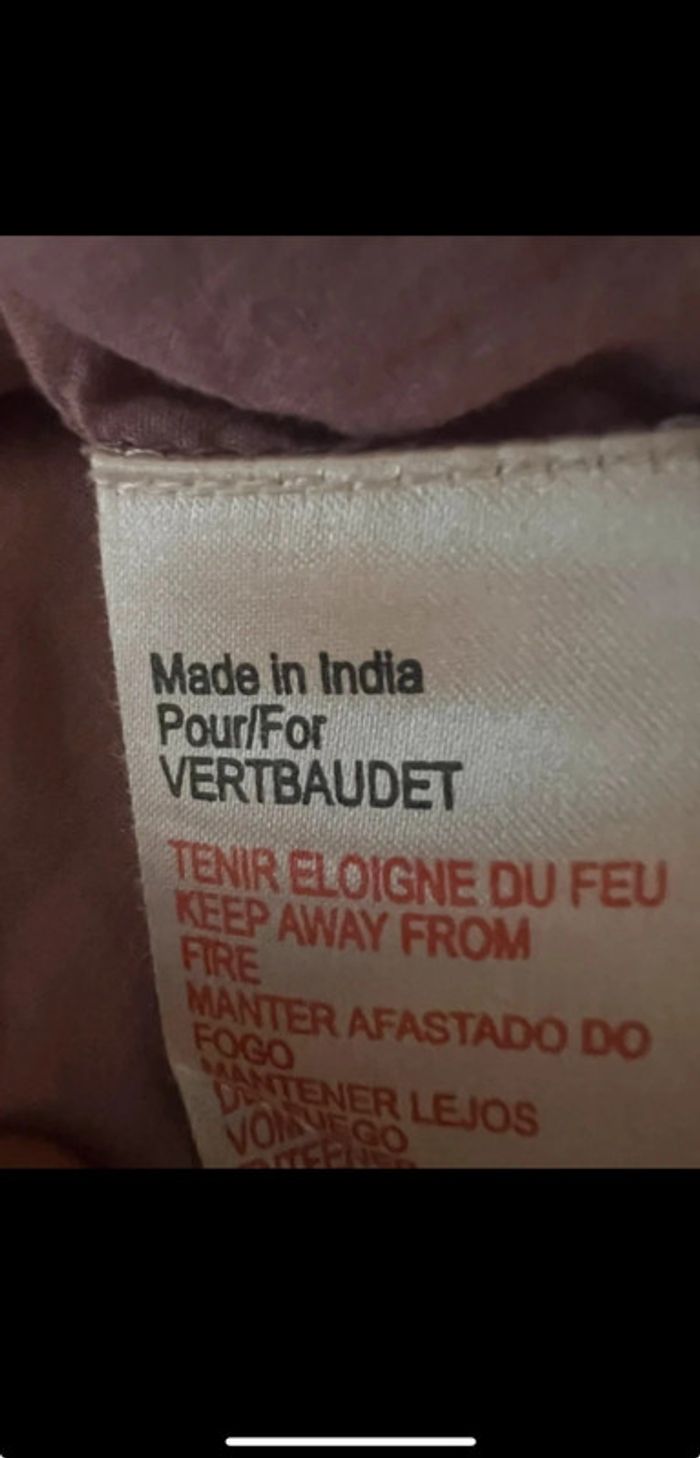 Made in India
Pour/For
VERTBAUDET
TENIR ELOIGNE DU FEU
KEEP AWAY FROM
FIRE
MANTER AFASTADO DO
FOGO
MANTENER LEJOS